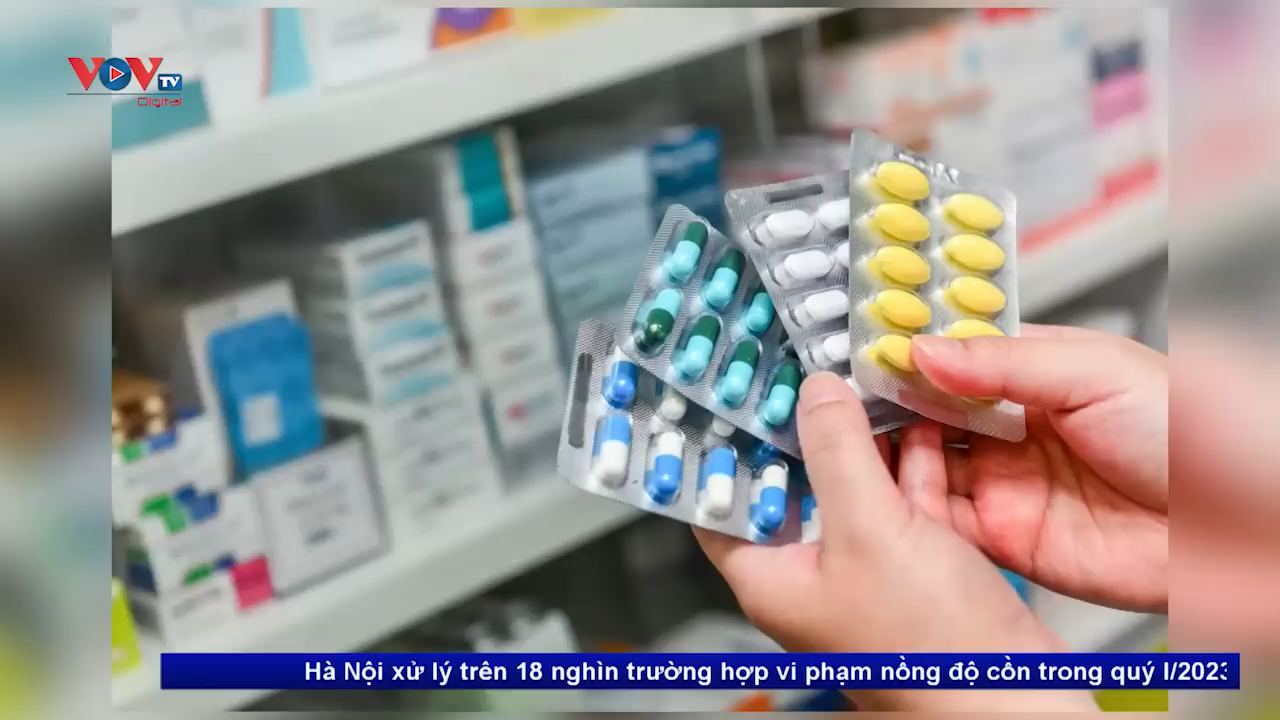 VOV TV
Digital
Hà Nội xử lý trên 18 nghìn trường hợp vi phạm nồng độ cồn trong quý I/2023